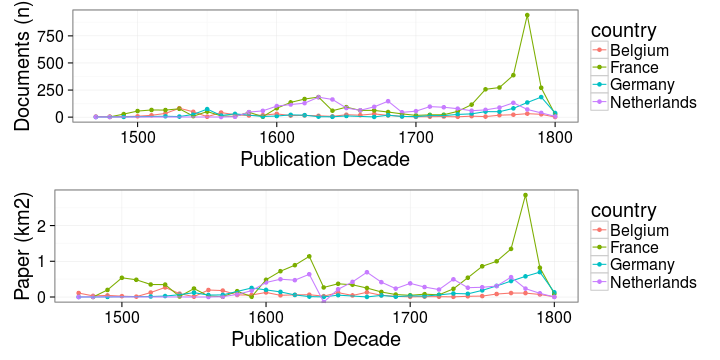 Documents (n)
750
500
250
0
1500
1600
1700
1800
Publication Decade
country
Belgium
France
Germany
Netherlands
Paper (km2)
2
1
0
1500
1600
1700
1800
Publication Decade
country
Belgium
France
Germany
Netherlands